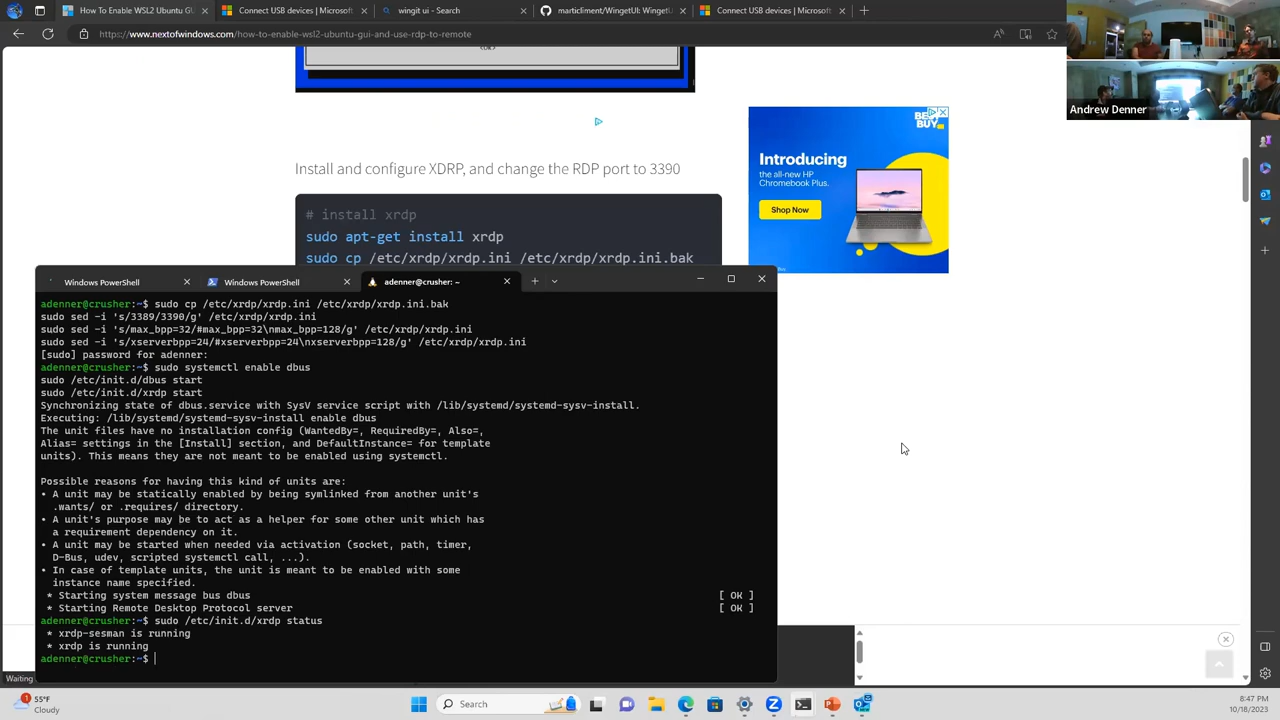 How To Enable WSL2 Ubuntu GU
Connect USB devices | Microsoft L
wingit ui - Search
marticliment/WingetUI: WingetU
Connect USB devices | Microsoft L
https://www.nextofwindows.com/how-to-enable-wsl2-ubuntu-gui-and-use-rdp-to-remote
<Ok>
Andrew Denner
BEST BUY
Introducing
the all-new HP
Chromebook Plus.
Shop Now
Install and configure XDRP, and change the RDP port to 3390
# install xrdp
sudo apt-get install xrdp
sudo cp /etc/xrdp/xrdp.ini /etc/xrdp/xrdp.ini.bak
Windows PowerShell
Windows PowerShell
adenner@crusher: ~
adenner@crusher:~$ sudo cp /etc/xrdp/xrdp.ini /etc/xrdp/xrdp.ini.bak
sudo sed -i 's/3389/3390/g' /etc/xrdp/xrdp.ini
sudo sed -i 's/max_bpp=32/#max_bpp=32\nmax_bpp=128/g' /etc/xrdp/xrdp.ini
sudo sed -i 's/xserverbpp=24/#xserverbpp=24\nxserverbpp=128/g' /etc/xrdp/xrdp.ini
[sudo] password for adenner:
adenner@crusher:~$ sudo systemctl enable dbus
sudo /etc/init.d/dbus start
sudo /etc/init.d/xrdp start
Synchronizing state of dbus.service with SysV service script with /lib/systemd/systemd-sysv-install.
Executing: /lib/systemd/systemd-sysv-install enable dbus
The unit files have no installation config (WantedBy=, RequiredBy=, Also=,
Alias= settings in the [Install] section, and DefaultInstance= for template
units). This means they are not meant to be enabled using systemctl.
Possible reasons for having this kind of units are:
• A unit may be statically enabled by being symlinked from another unit's
.wants/ or .requires/ directory.
• A unit's purpose may be to act as a helper for some other unit which has
a requirement dependency on it.
• A unit may be started when needed via activation (socket, path, timer,
D-Bus, udev, scripted systemctl call, ...).
• In case of template units, the unit is meant to be enabled with some
instance name specified.
* Starting system message bus dbus [ OK ]
* Starting Remote Desktop Protocol server [ OK ]
adenner@crusher:~$ sudo /etc/init.d/xrdp status
* xrdp-sesman is running
* xrdp is running
adenner@crusher:~$
Waiting
1
55°F
Cloudy
Search
8:47 PM
10/18/2023